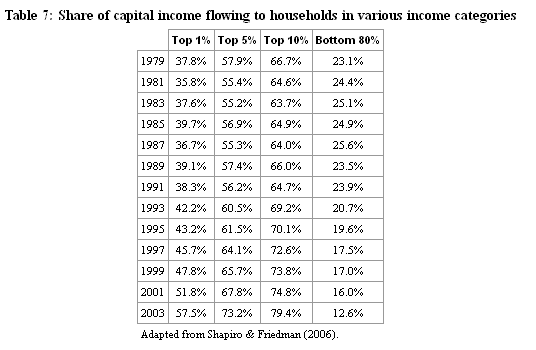 Table 7: Share of capital income flowing to households in various income categories
Top 1% Top 5% Top 10% Bottom 80%
1979 37.8% 57.9% 66.7% 23.1%
1981 35.8% 55.4% 64.6% 24.4%
1983 37.6% 55.2% 63.7% 25.1%
1985 39.7% 56.9% 64.9% 24.9%
1987 36.7% 55.3% 64.0% 25.6%
1989 39.1% 57.4% 66.0% 23.5%
1991 38.3% 56.2% 64.7% 23.9%
1993 42.2% 60.5% 69.2% 20.7%
1995 43.2% 61.5% 70.1% 19.6%
1997 45.7% 64.1% 72.6% 17.5%
1999 47.8% 65.7% 73.8% 17.0%
2001 51.8% 67.8% 74.8% 16.0%
2003 57.5% 73.2% 79.4% 12.6%
Adapted from Shapiro & Friedman (2006).